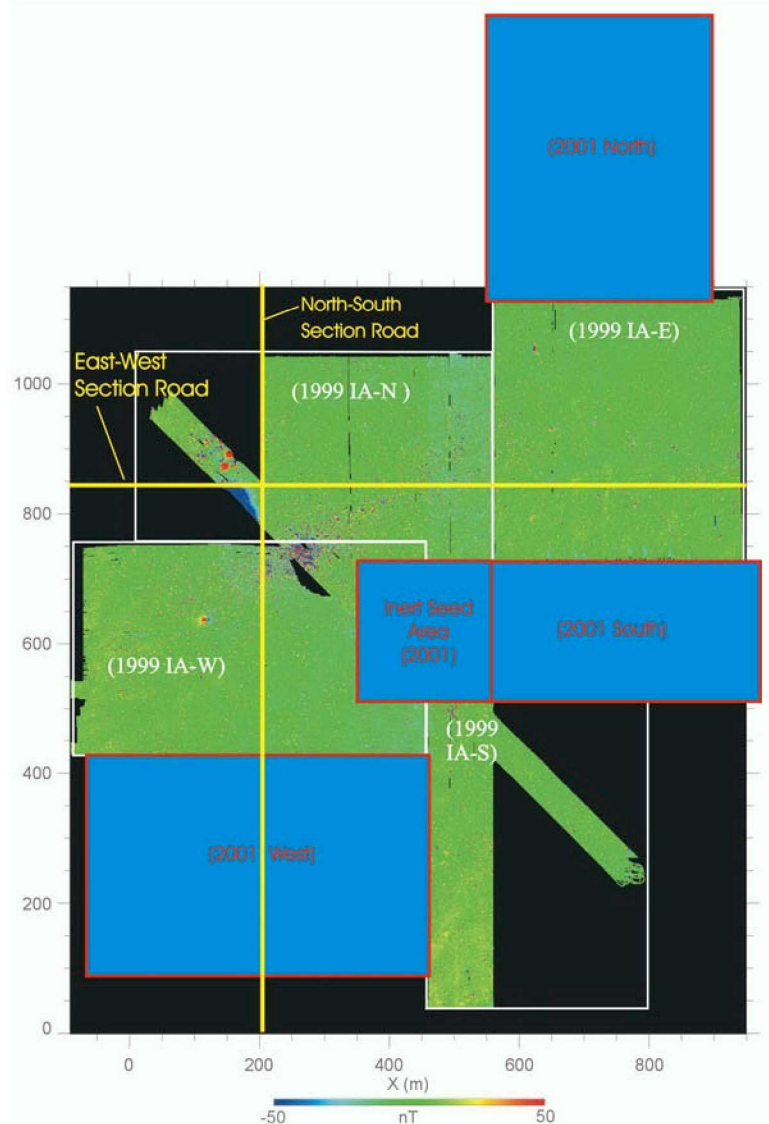 (2001 North)
North-South
Section Road
(1999 IA-E)
East-West
Section Road
(1999 IA-N )
1000
800
Inert Seed
Area
(2001)
(2001 South)
600
(1999 IA-W)
(1999
IA-S)
400
(2001 West)
200
0
0 200 400 600 800
X (m)
-50 nT 50